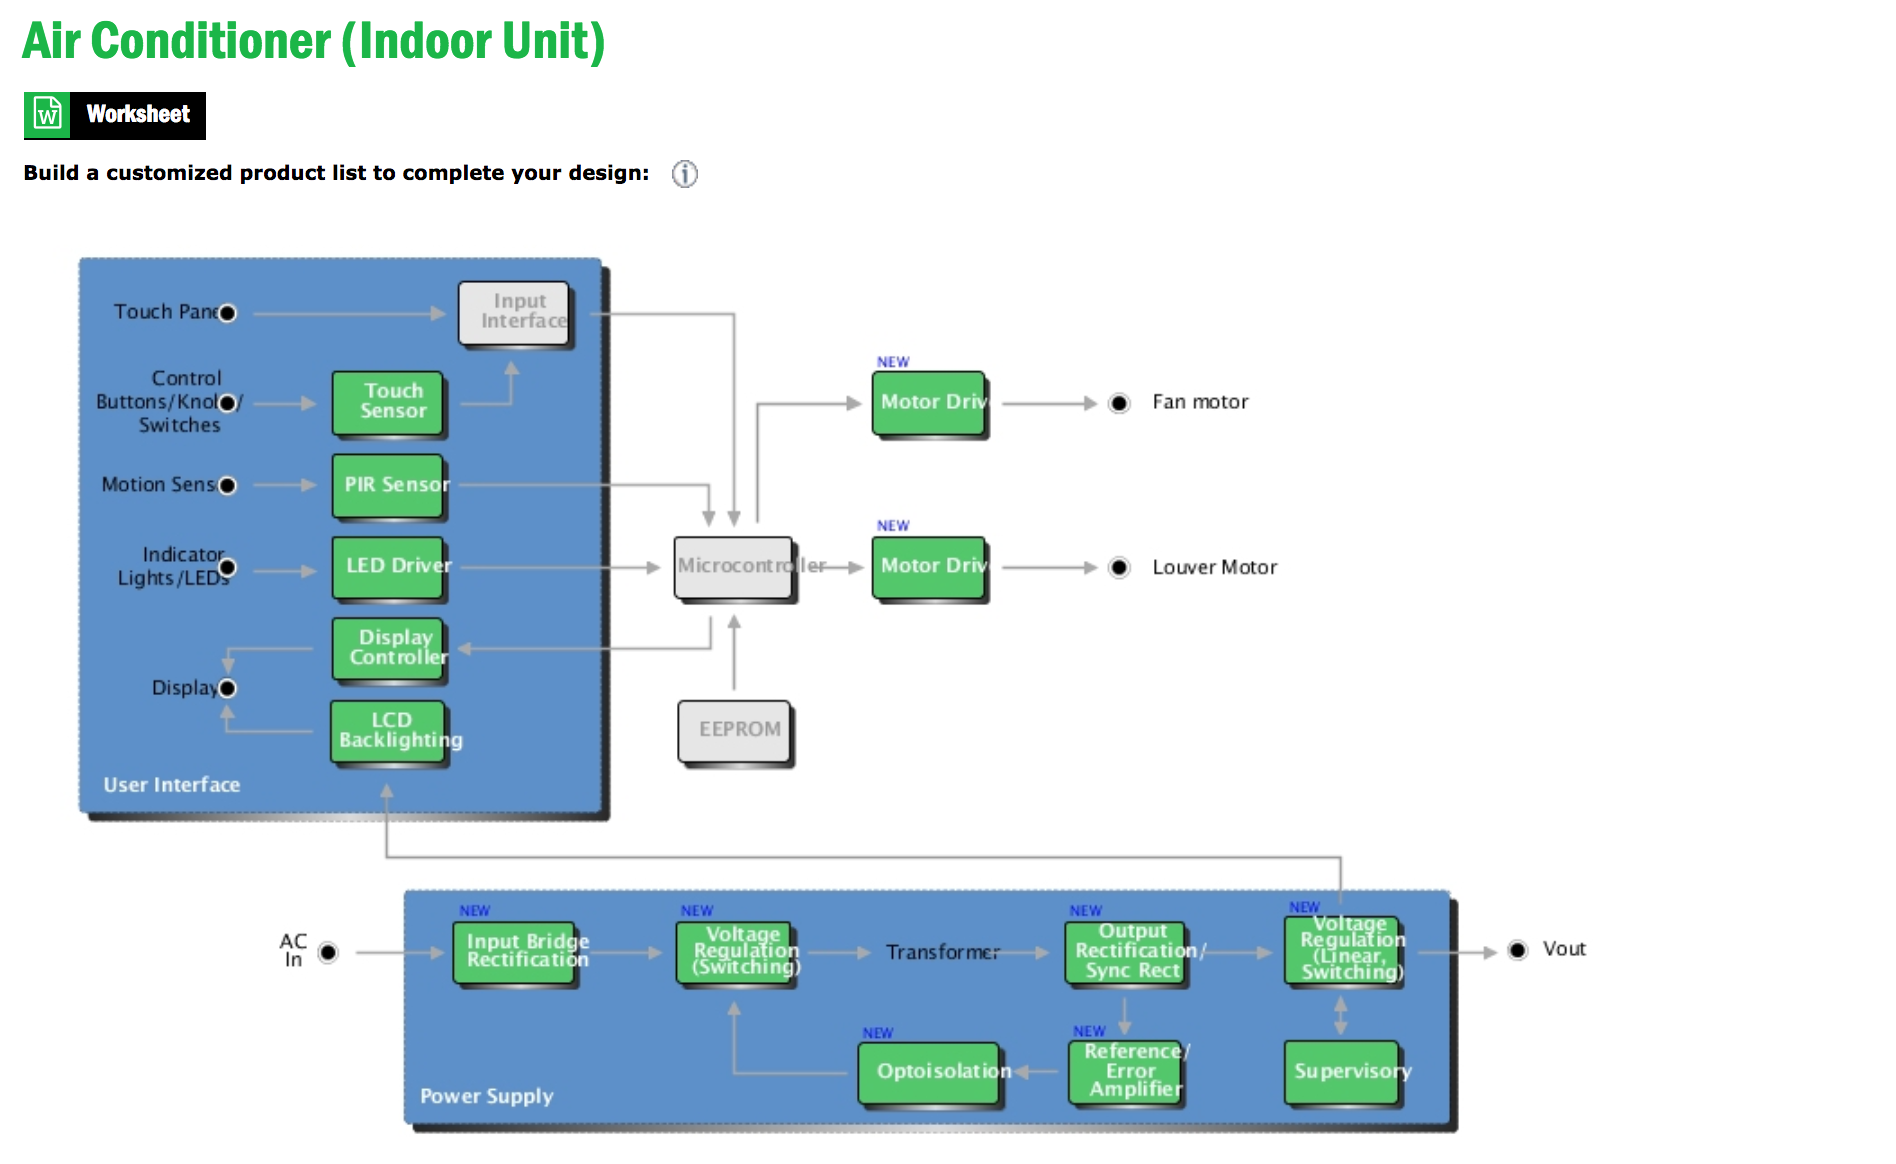 Air Conditioner (Indoor Unit)
W
Worksheet
Build a customized product list to complete your design:
i
Touch Pane
Input
Interface
Control
Buttons/Knob/
Switches
Touch
Sensor
NEW
Motor Driv
Fan motor
Motion Sens
PIR Sensor
Indicator
Lights/LEDs
LED Driver
Microcontroller
NEW
Motor Driv
Louver Motor
Display
Controller
Display
LCD
Backlighting
EEPROM
User Interface
AC
In
NEW
Input Bridge
Rectification
NEW
Voltage
Regulation
(Switching)
Transformer
NEW
Output
Rectification/
Sync Rect
NEW
Voltage
Regulation
(Linear,
Switching)
Vout
NEW
Optoisolation
NEW
Reference/
Error
Amplifier
Supervisory
Power Supply